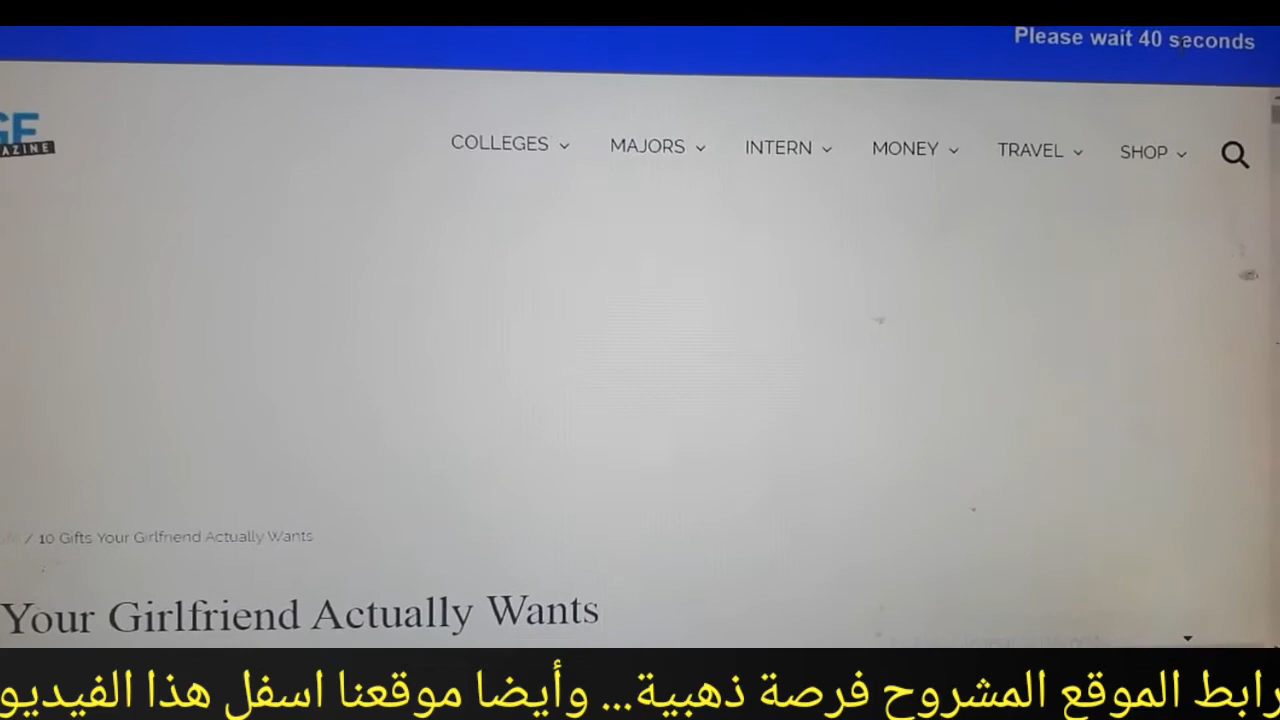 Please wait 40 seconds
GE
AZINE
COLLEGES MAJORS INTERN MONEY TRAVEL SHOP
/ 10 Gifts Your Girlfriend Actually Wants
Your Girlfriend Actually Wants
رابط الموقع المشروح فرصة ذهبية... وأيضا موقعنا اسفل هذا الفيديو